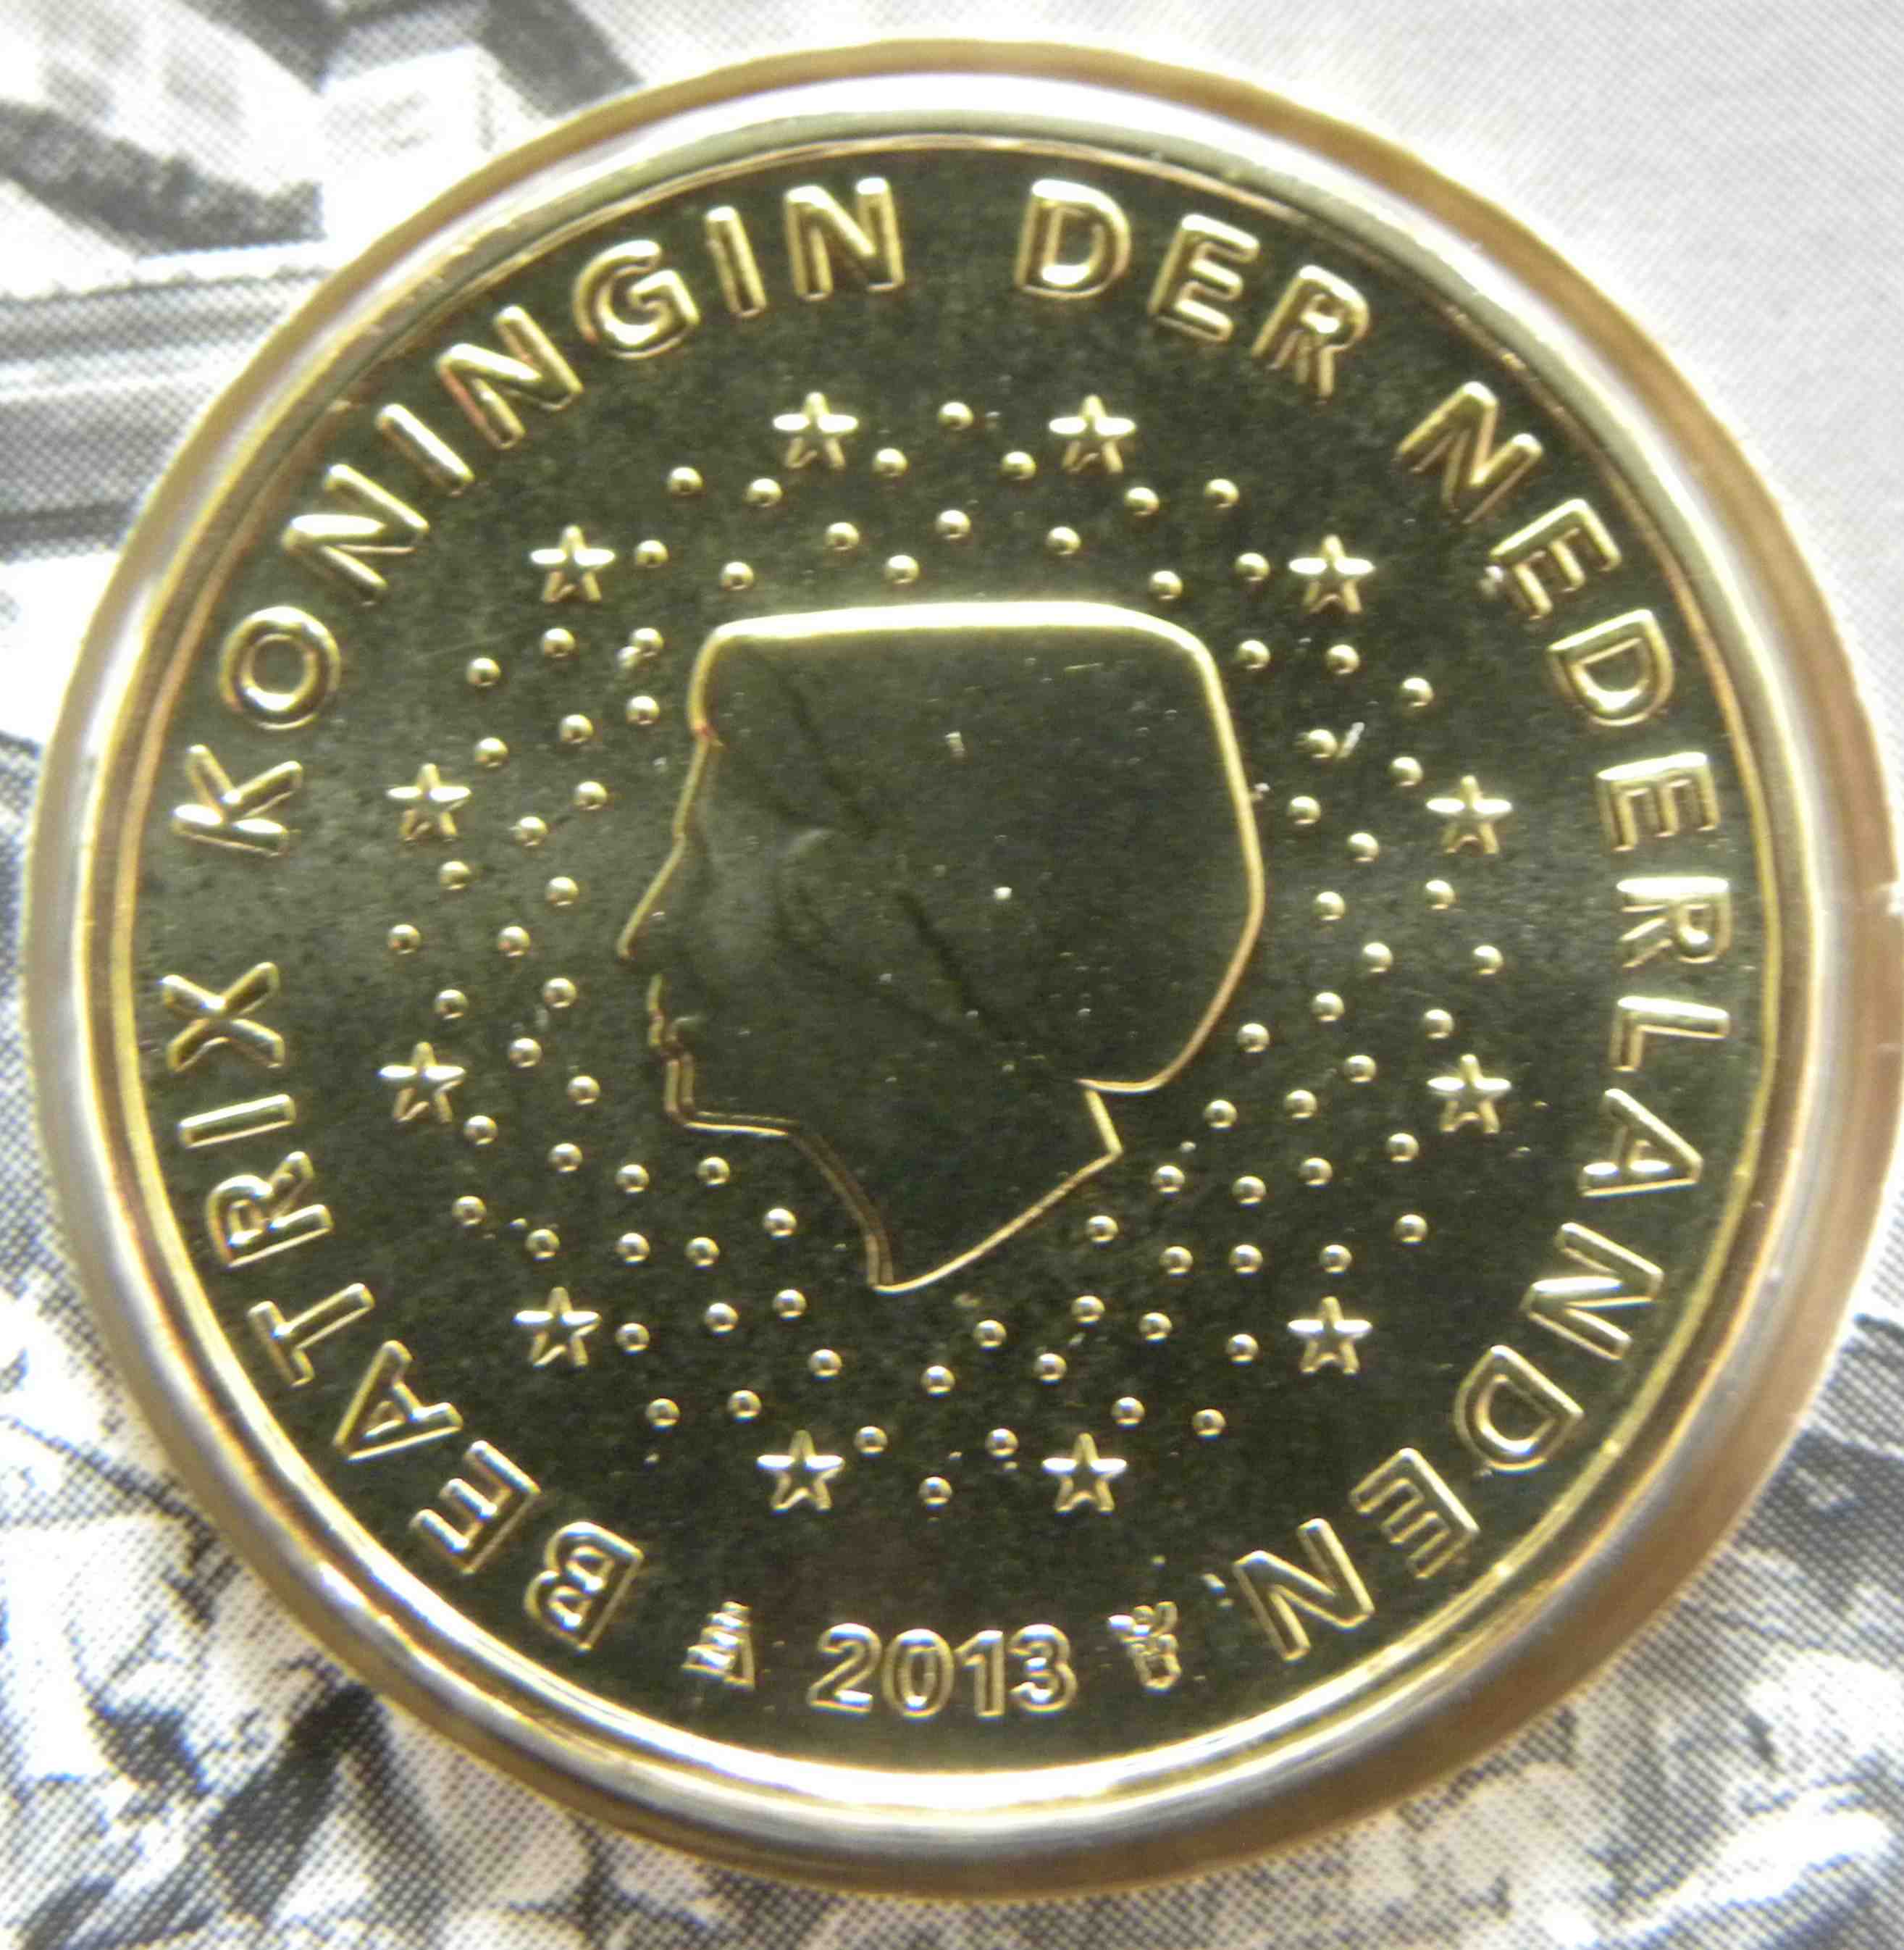 BEATRIX KONINGIN DER NEDERLANDEN
2013